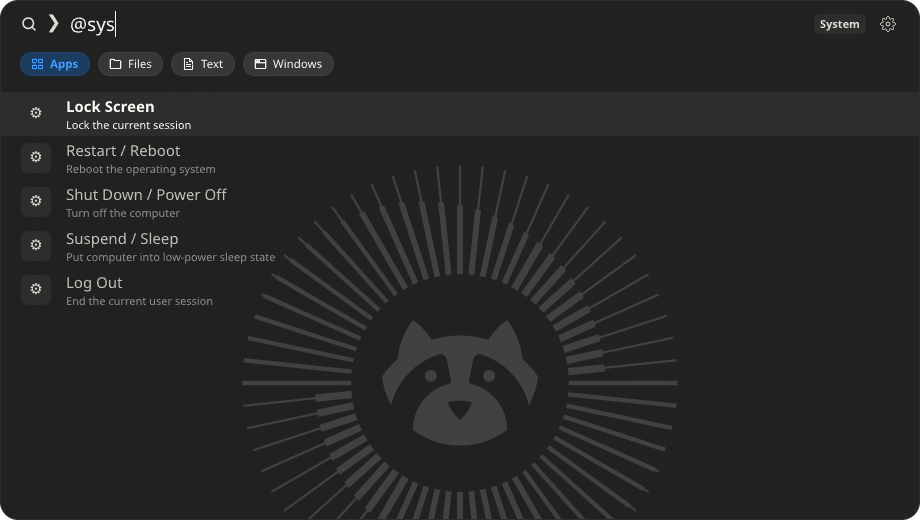 @sys
System
Apps
Files
Text
Windows
Lock Screen
Lock the current session
Restart / Reboot
Reboot the operating system
Shut Down / Power Off
Turn off the computer
Suspend / Sleep
Put computer into low-power sleep state
Log Out
End the current user session